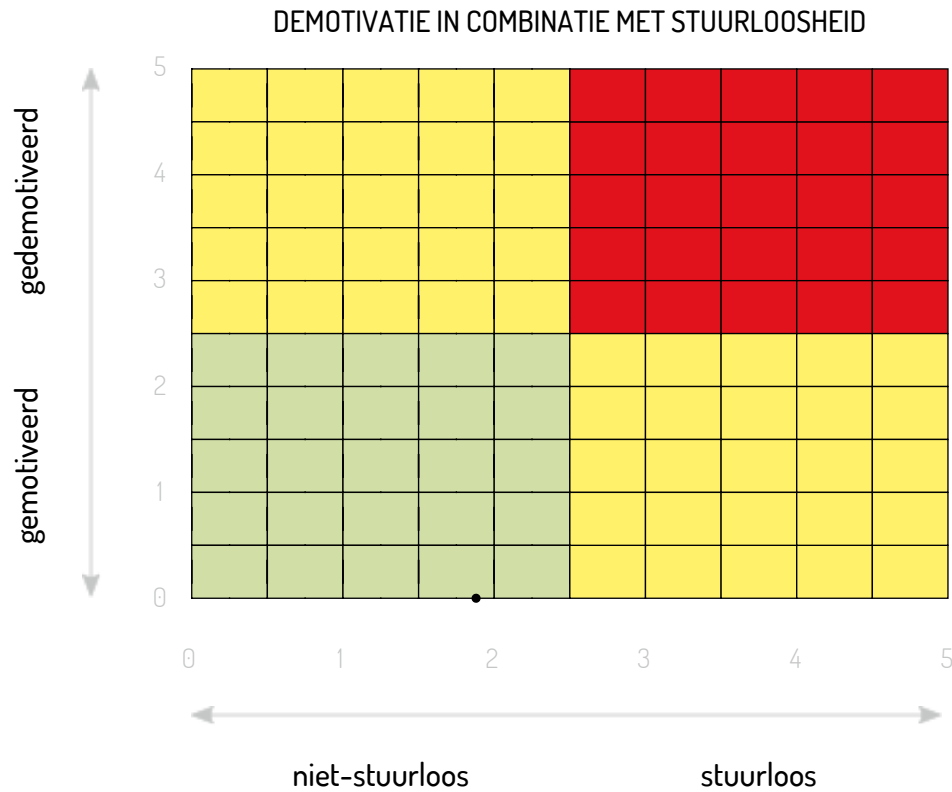 DEMOTIVATIE IN COMBINATIE MET STUURLOOSHEID
gedemotiveerd
gemotiveerd
5
4
3
2
1
0
0 1 2 3 4 5
niet-stuurloos stuurloos